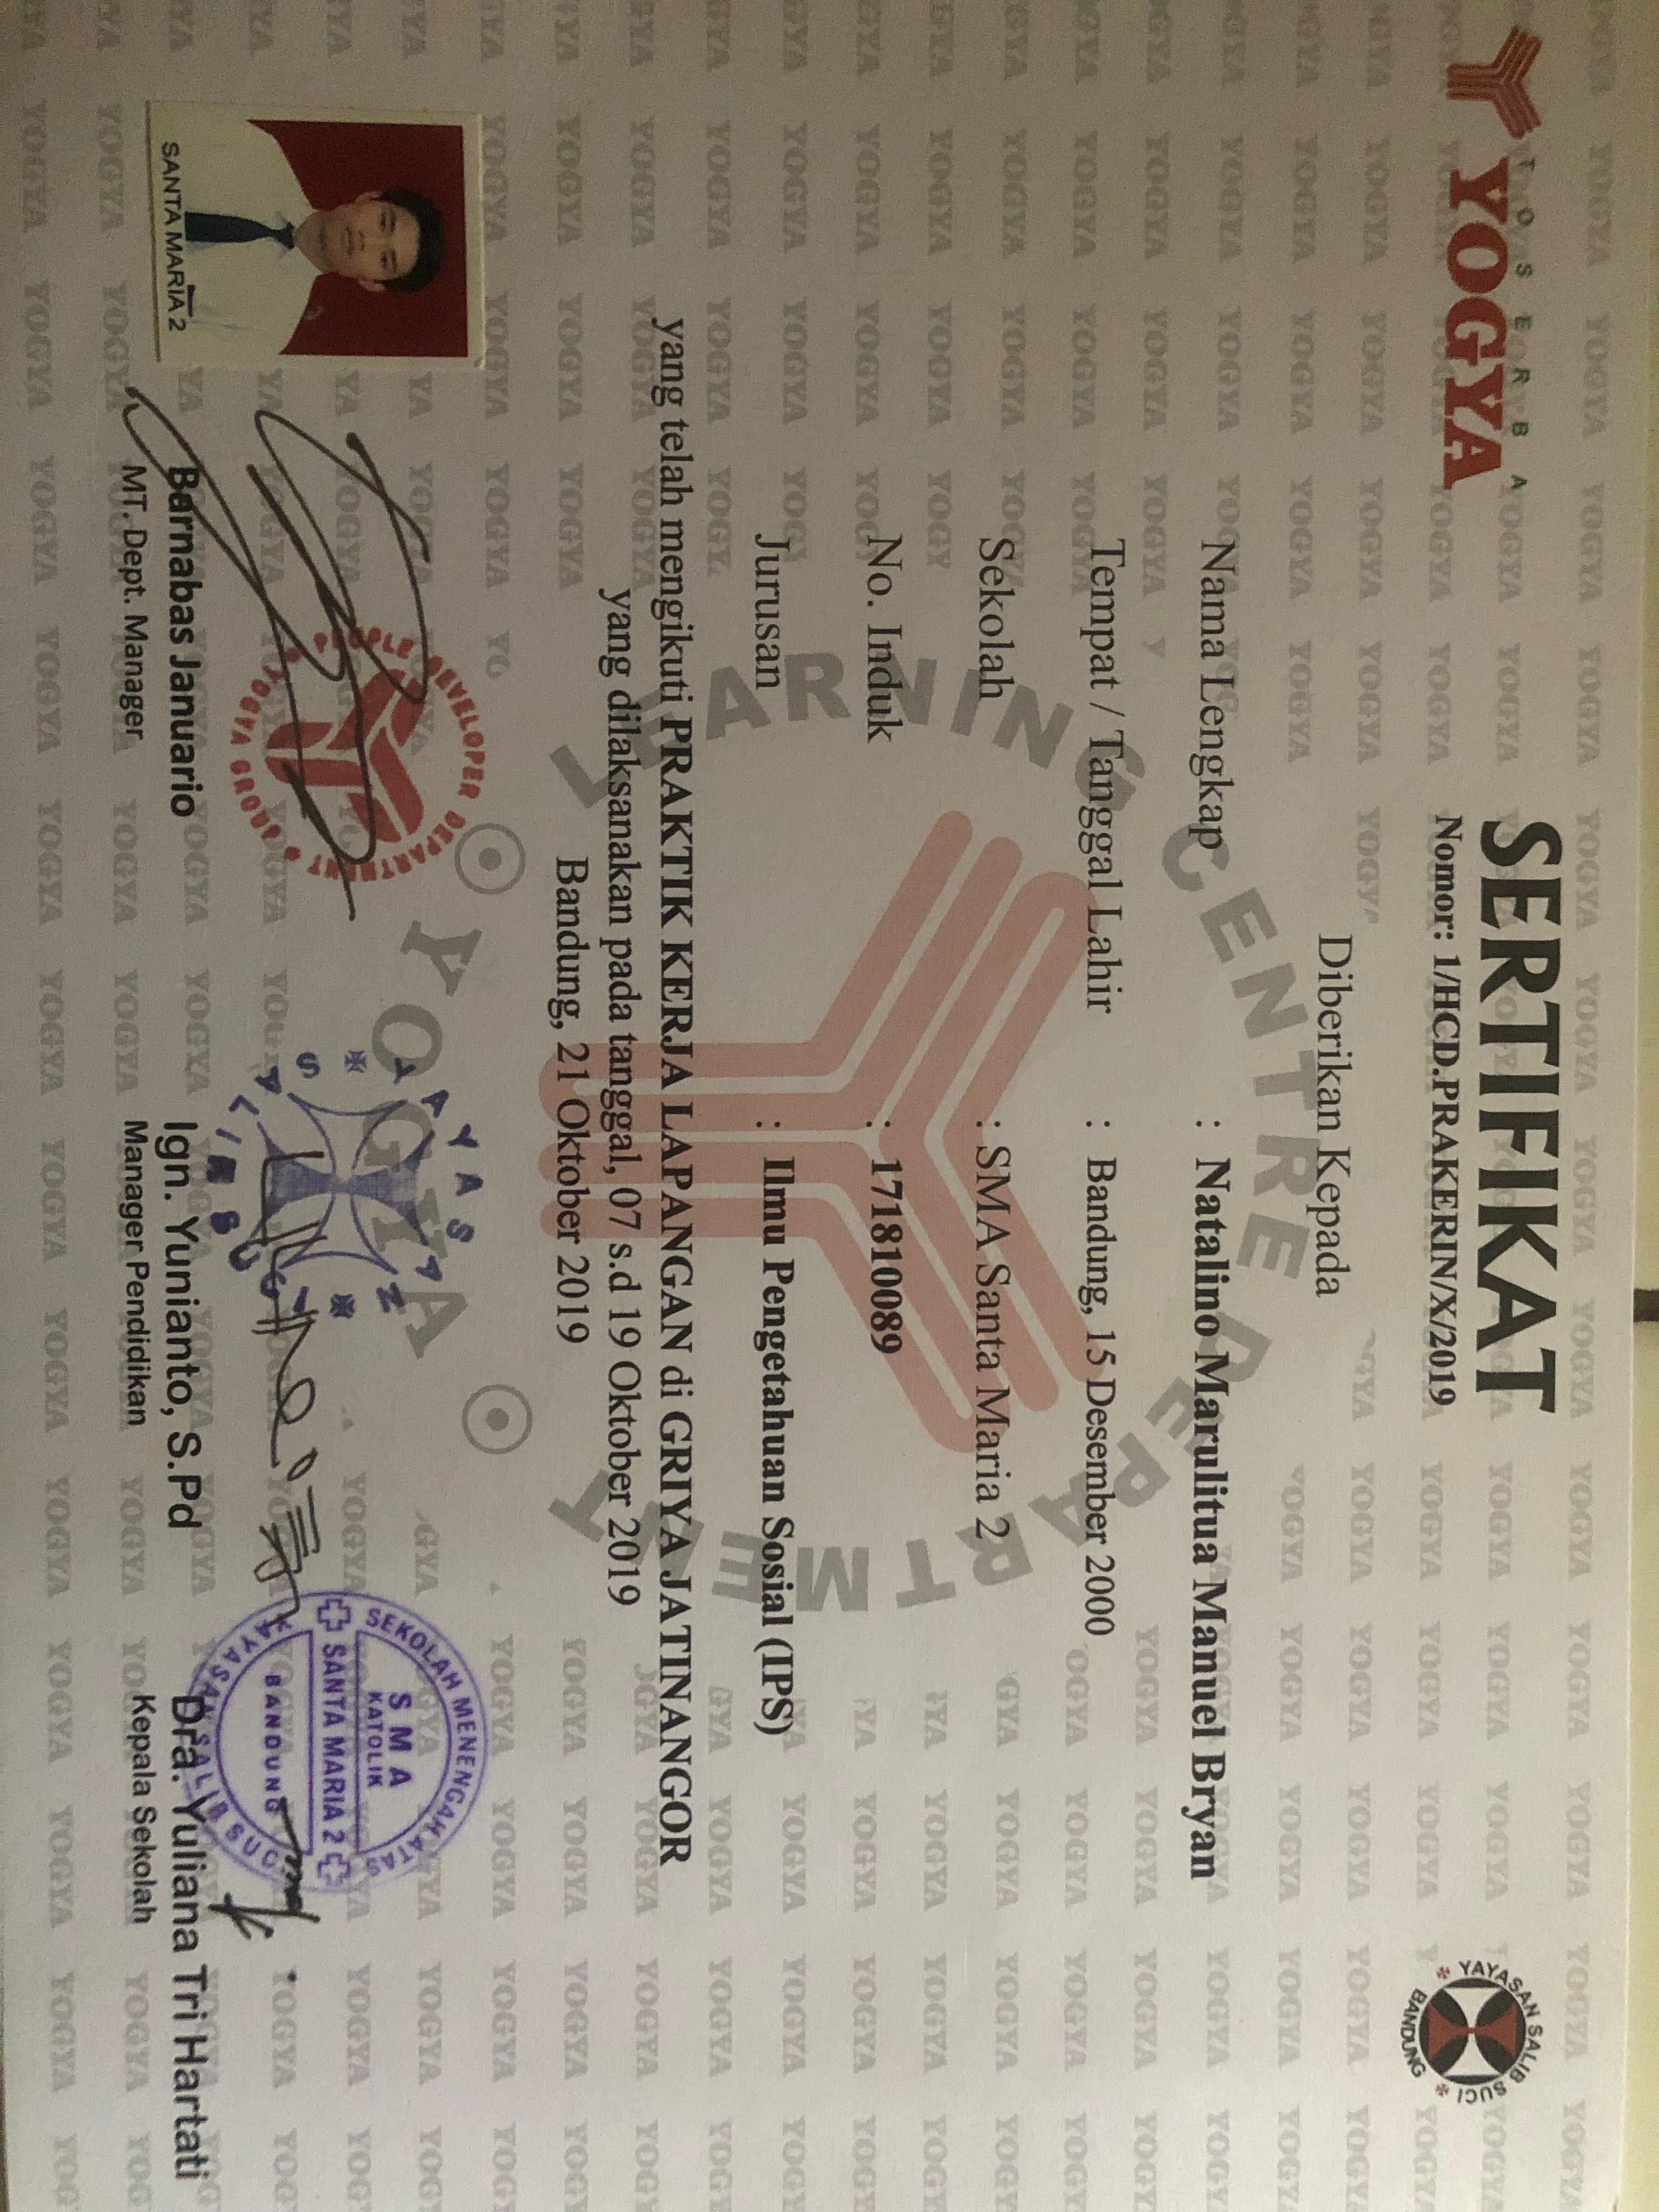 TOSERBA
YOGYA
SERTIFIKAT
Nomor: 1/HCD.PRAKERIN/X/2019
YAYASAN SALIB SUCI
BANDUNG
Diberikan Kepada
Nama Lengkap : Natalino Marulitua Manuel Bryan
Tempat / Tanggal Lahir : Bandung, 15 Desember 2000
Sekolah : SMA Santa Maria 2
No. Induk : 171810089
Jurusan : Ilmu Pengetahuan Sosial (IPS)
yang telah mengikuti PRAKTIK KERJA LAPANGAN di GRIYA JATINANGOR
yang dilaksanakan pada tanggal, 07 s.d 19 Oktober 2019
Bandung, 21 Oktober 2019
LEARNING CENTRE DEPARTMENT
YOGYA
SANTA MARIA 2
PEOPLE DEVELOPER DEPARTMENT
YOGYA GROUP
YAYASAN
SALIB SUCI
SEKOLAH MENENGAH ATAS
SMA
KATOLIK
SANTA MARIA 2
BANDUNG
YAYASAN SALIB SUCI
Barnabas Januario
MT. Dept. Manager
Ign. Yunianto, S.Pd
Manager Pendidikan
Dra. Yuliana Tri Hartati
Kepala Sekolah